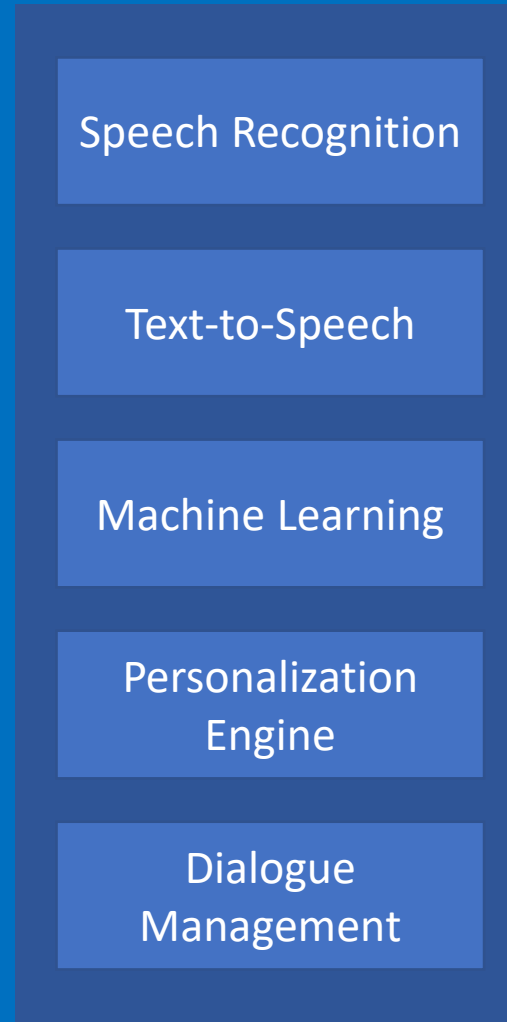 Speech Recognition
Text-to-Speech
Machine Learning
Personalization
Engine
Dialogue
Management